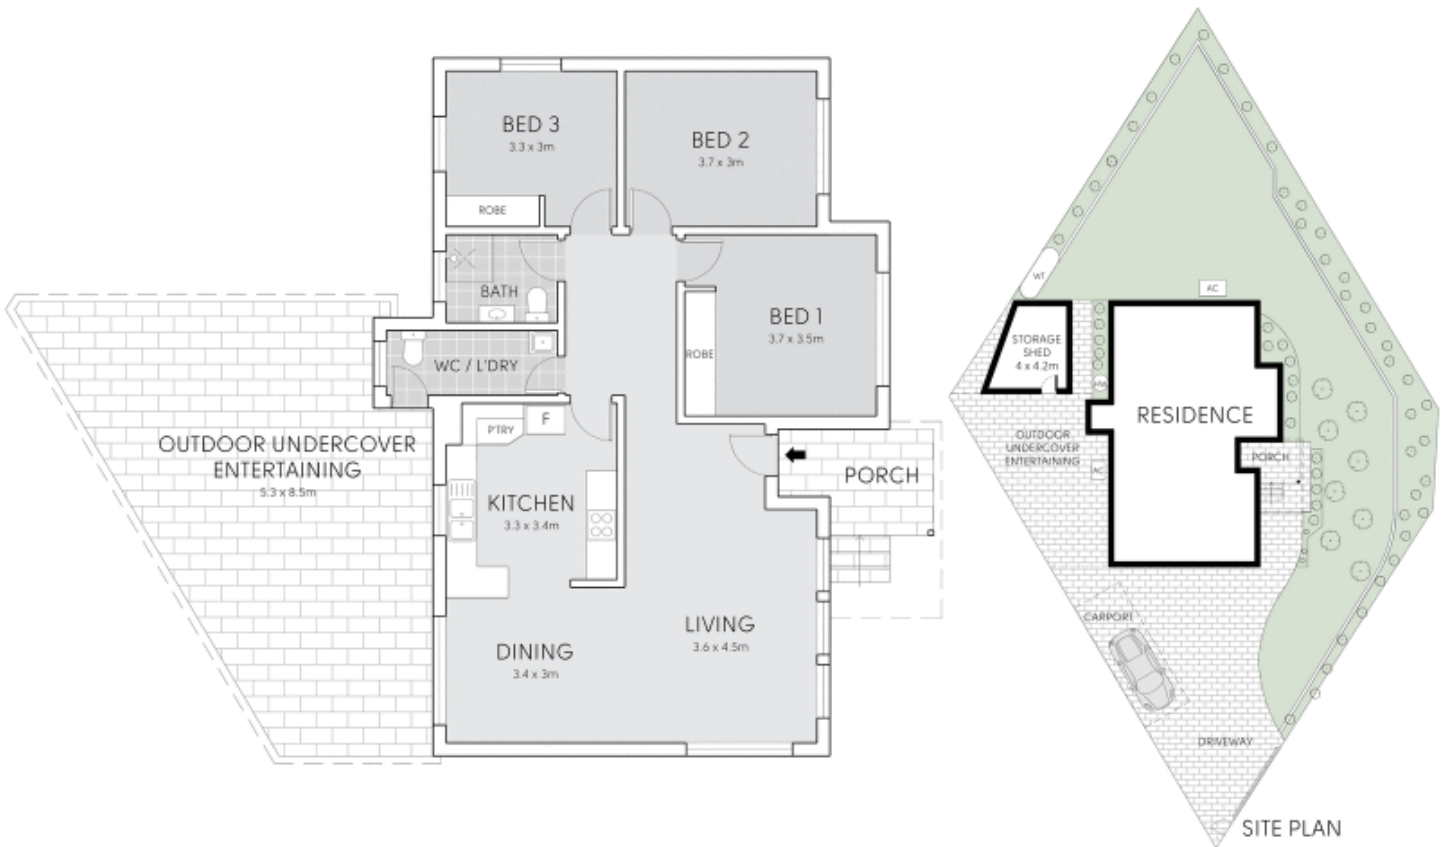 BED 3
3.3 x 3m
ROBE
BED 2
3.7 x 3m
BATH
BED 1
3.7 x 3.5m
ROBE
WC / L'DRY
P'TRY
F
OUTDOOR UNDERCOVER
ENTERTAINING
5.3 x 8.5m
KITCHEN
3.3 x 3.4m
PORCH
LIVING
3.6 x 4.5m
DINING
3.4 x 3m
WT
AC
STORAGE
SHED
4 x 4.2m
HW
RESIDENCE
OUTDOOR
UNDERCOVER
ENTERTAINING
AC
PORCH
CARPORT
DRIVEWAY
SITE PLAN